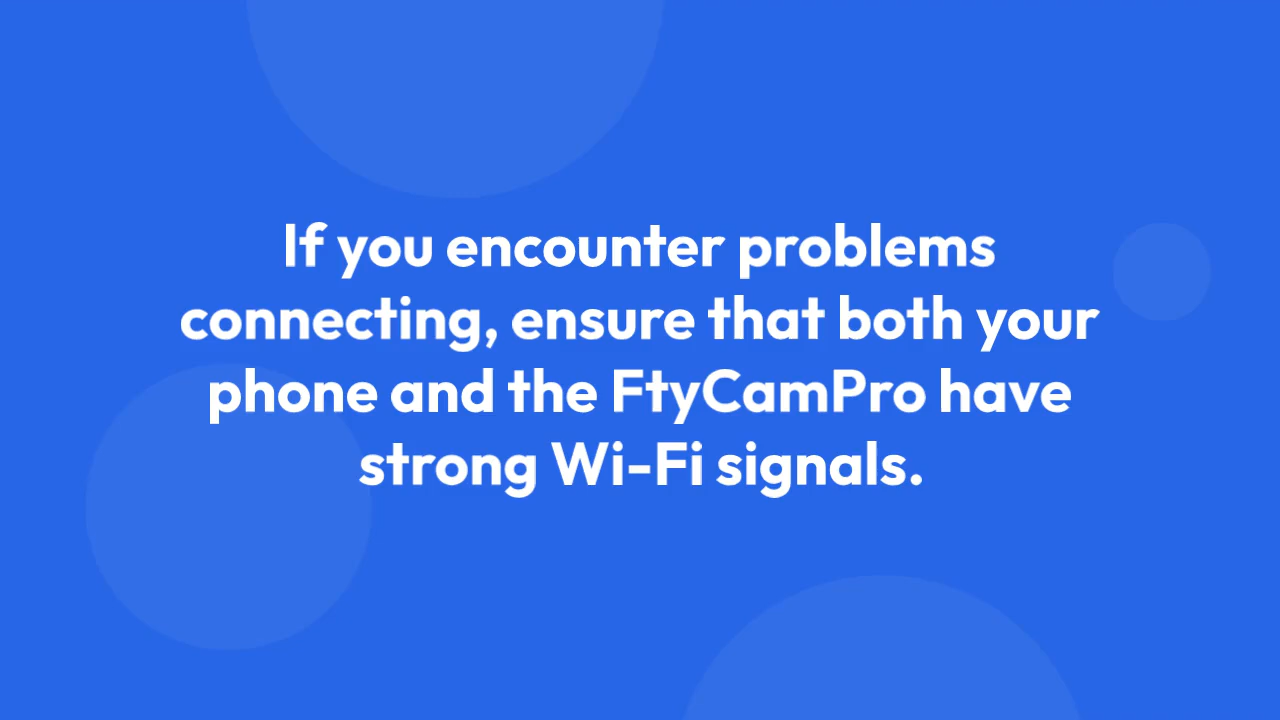 If you encounter problems
connecting, ensure that both your
phone and the FtyCamPro have
strong Wi-Fi signals.